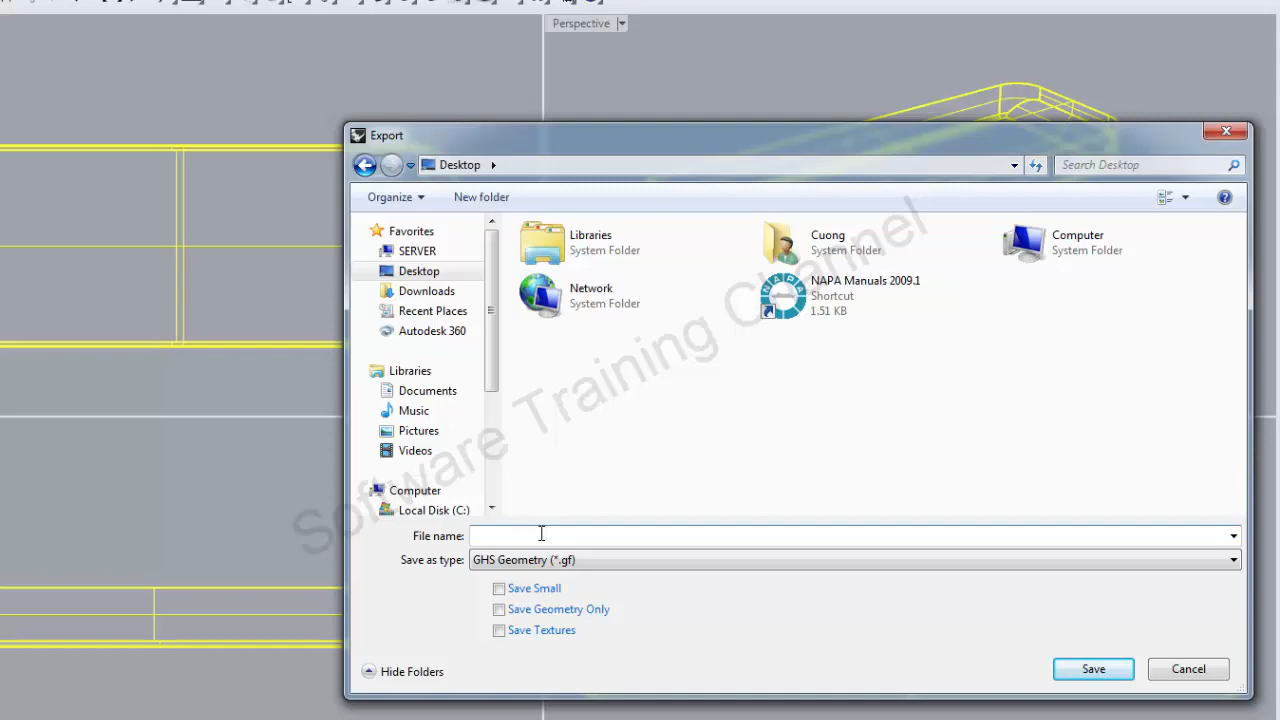 Perspective
Export
Desktop
Search Desktop
Organize
New folder
Favorites
SERVER
Desktop
Downloads
Recent Places
Autodesk 360
Libraries
Documents
Music
Pictures
Videos
Computer
Local Disk (C:)
Libraries
System Folder
Cuong
System Folder
Computer
System Folder
Network
System Folder
NAPA
NAPA Manuals 2009.1
Shortcut
1.51 KB
Software Training Channel
File name:
Save as type:
GHS Geometry (*.gf)
Save Small
Save Geometry Only
Save Textures
Hide Folders
Save
Cancel